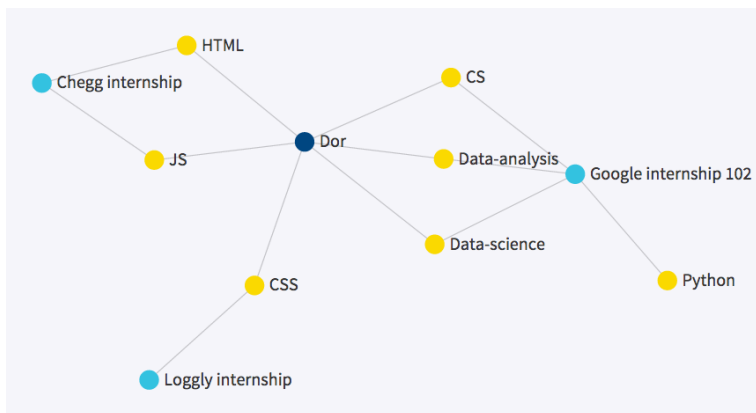 HTML
Chegg internship
CS
Dor
JS
Data-analysis
Google internship 102
Data-science
Python
CSS
Loggly internship